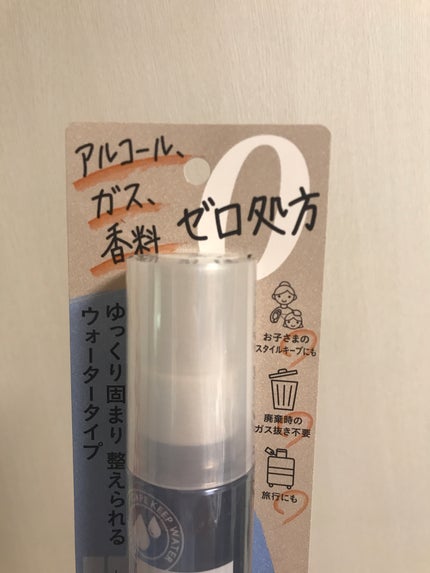 アルコール、
ガス、
香料 ゼロ処方
0
ゆっくり固まり 整えられる
ウォータータイプ
お子さまの
スタイルキープにも
廃棄時の
ガス抜き不要
旅行にも
KEEP WATER